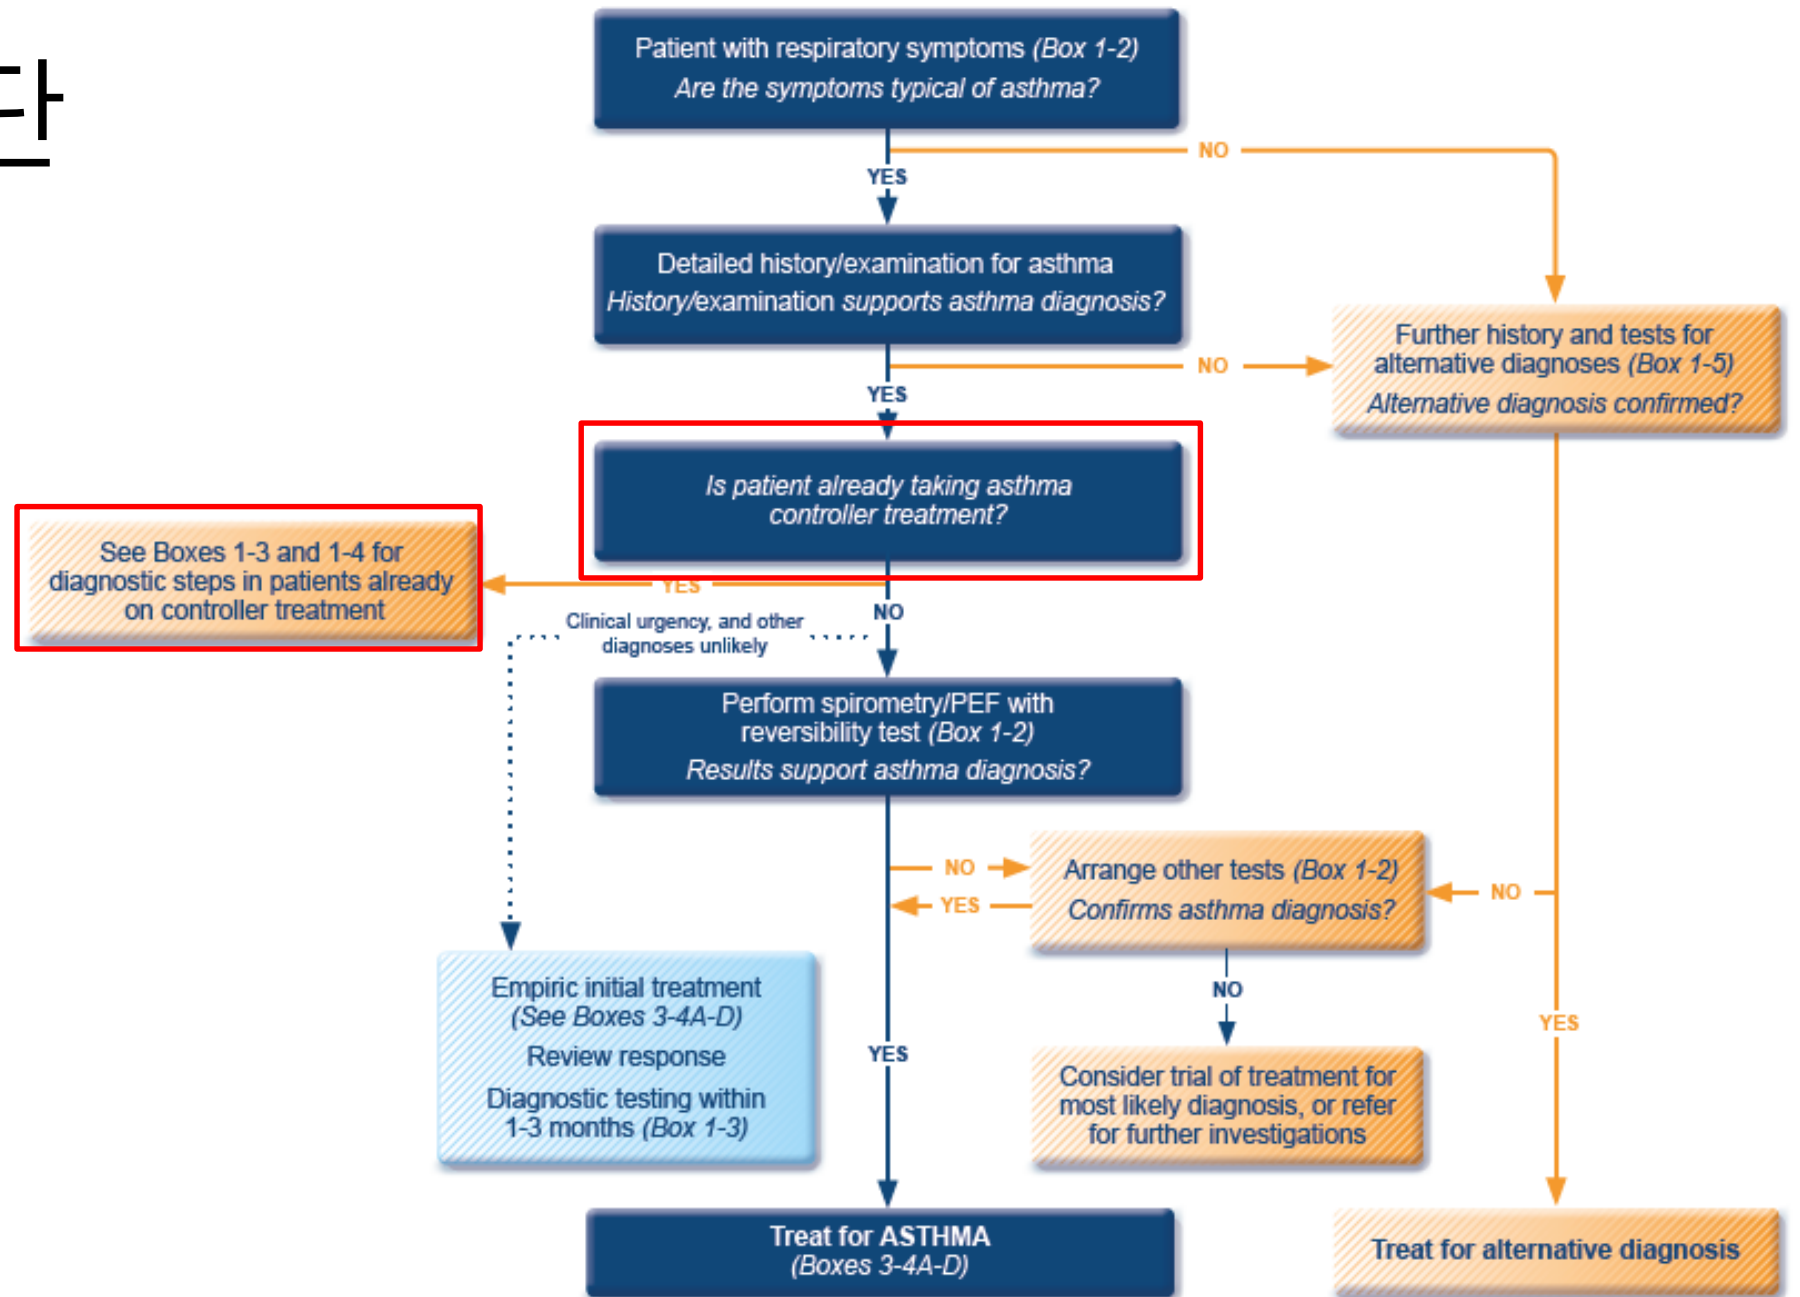 Patient with respiratory symptoms (Box 1-2)
Are the symptoms typical of asthma?
NO
YES
Detailed history/examination for asthma
History/examination supports asthma diagnosis?
Further history and tests for
alternative diagnoses (Box 1-5)
Alternative diagnosis confirmed?
NO
YES
Is patient already taking asthma
controller treatment?
See Boxes 1-3 and 1-4 for
diagnostic steps in patients already
on controller treatment
YES
NO
Clinical urgency, and other
diagnoses unlikely
Perform spirometry/PEF with
reversibility test (Box 1-2)
Results support asthma diagnosis?
NO
YES
Arrange other tests (Box 1-2)
Confirms asthma diagnosis?
NO
NO
YES
Empiric initial treatment
(See Boxes 3-4A-D)
Review response
Diagnostic testing within
1-3 months (Box 1-3)
YES
Consider trial of treatment for
most likely diagnosis, or refer
for further investigations
Treat for ASTHMA
(Boxes 3-4A-D)
Treat for alternative diagnosis